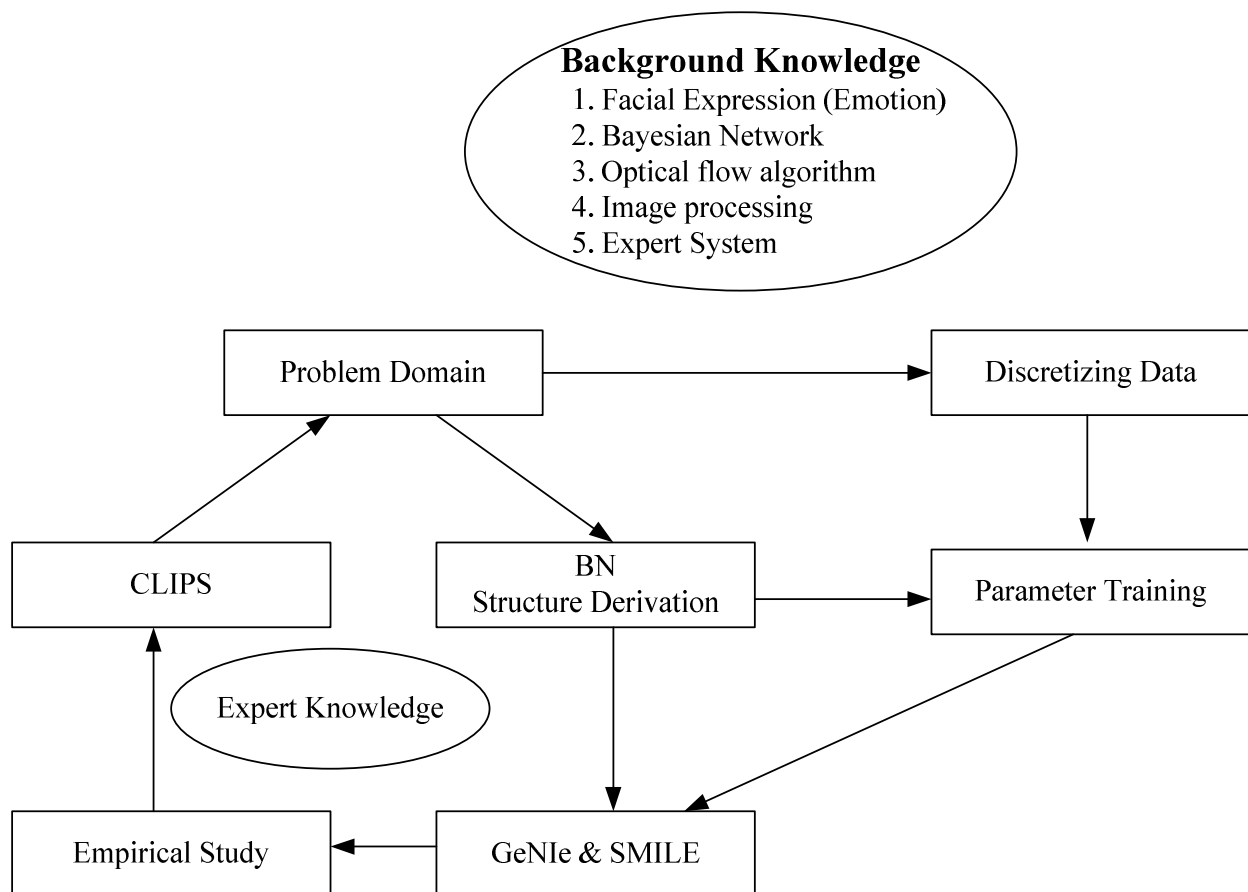 Background Knowledge
1. Facial Expression (Emotion)
2. Bayesian Network
3. Optical flow algorithm
4. Image processing
5. Expert System
Problem Domain
Discretizing Data
CLIPS
BN
Structure Derivation
Parameter Training
Expert Knowledge
Empirical Study
GeNIe & SMILE